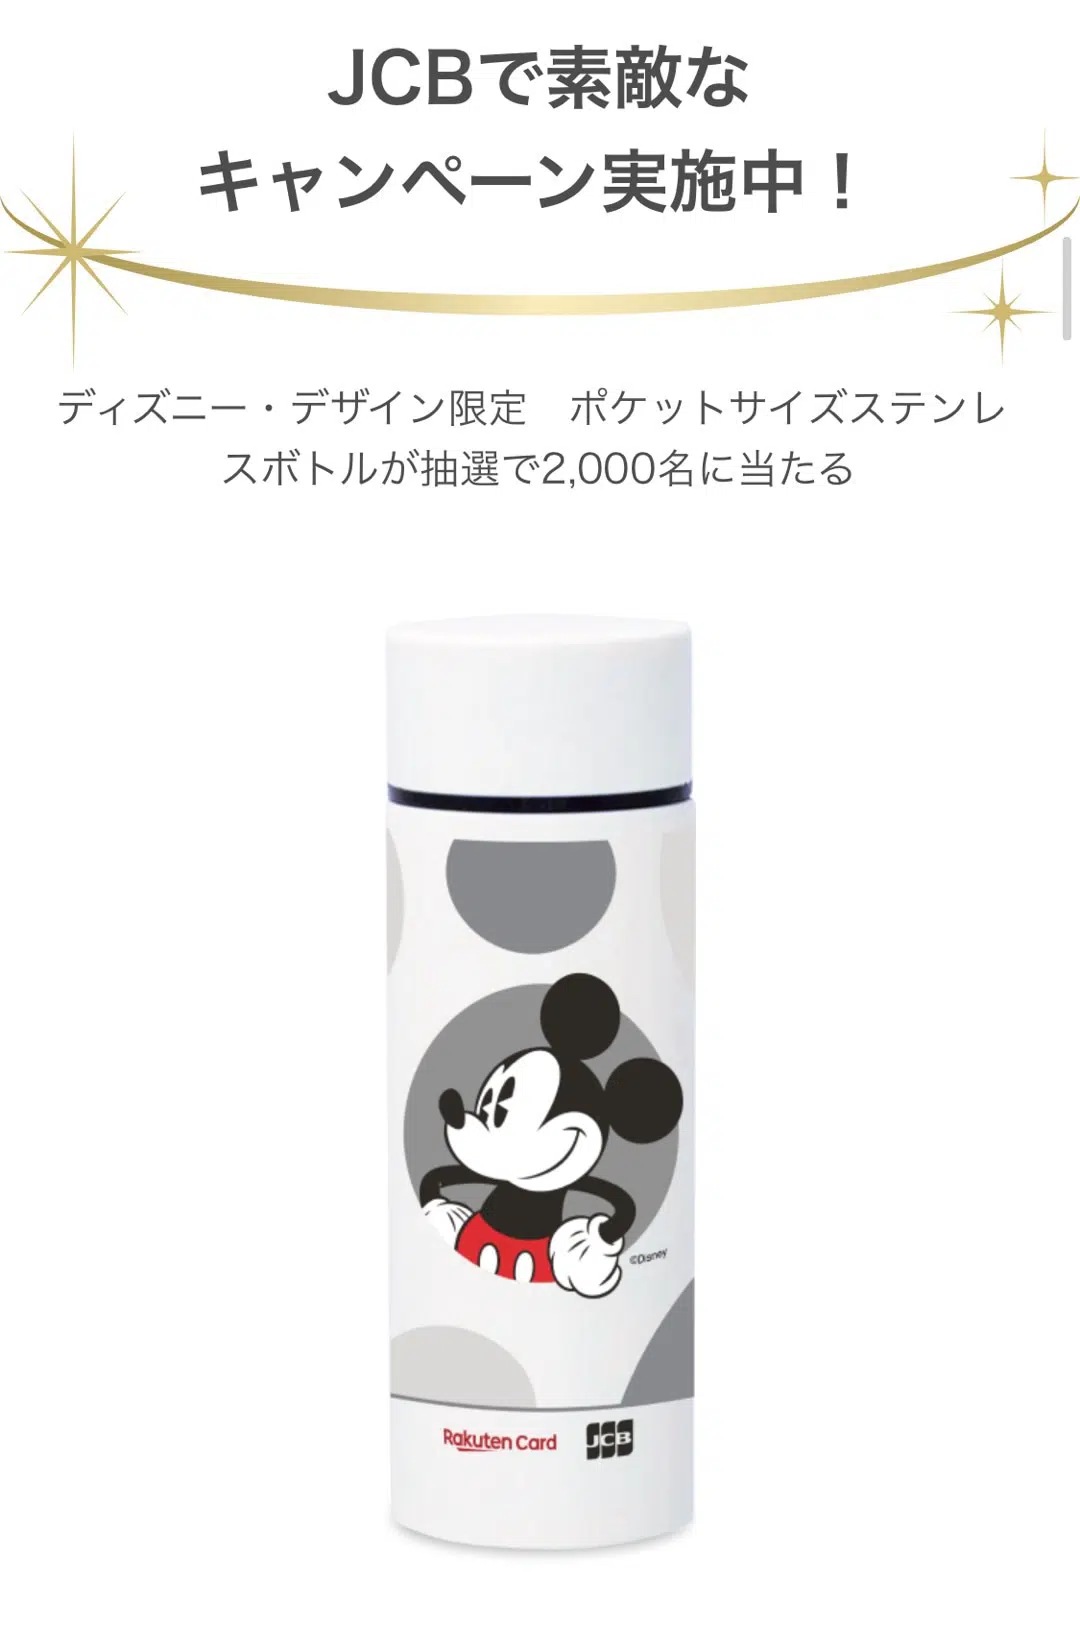 JCBで素敵な
キャンペーン実施中！
ディズニー・デザイン限定　ポケットサイズステンレ
スボトルが抽選で2,000名に当たる
©Disney
Rakuten Card
JCB